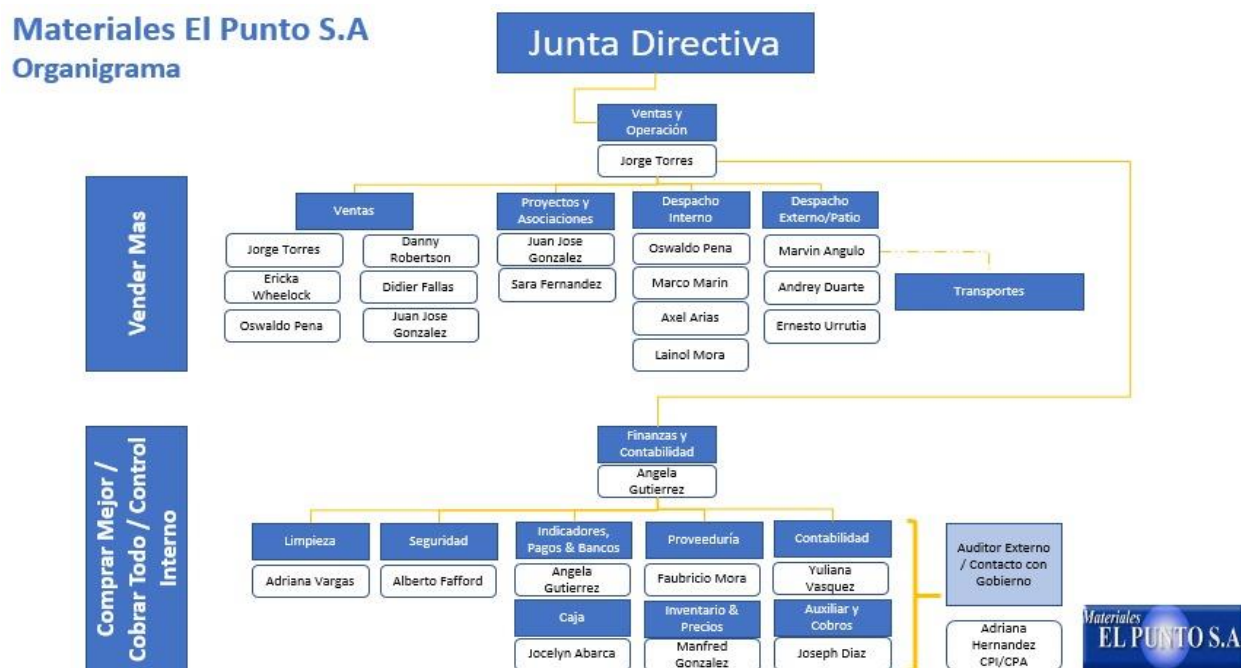 Materiales El Punto S.A
Organigrama
Junta Directiva
Ventas y
Operación
Jorge Torres
Vender Mas
Ventas
Proyectos y
Asociaciones
Despacho
Interno
Despacho
Externo/Patio
Jorge Torres
Danny
Robertson
Juan Jose
Gonzalez
Oswaldo Pena
Marvin Angulo
Ericka
Wheelock
Didier Fallas
Sara Fernandez
Marco Marin
Andrey Duarte
Transportes
Oswaldo Pena
Juan Jose
Gonzalez
Axel Arias
Ernesto Urrutia
Lainol Mora
Comprar Mejor /
Cobrar Todo / Control
Interno
Finanzas y
Contabilidad
Angela
Gutierrez
Limpieza
Seguridad
Indicadores,
Pagos & Bancos
Proveeduría
Contabilidad
Adriana Vargas
Alberto Fafford
Angela
Gutierrez
Faubricio Mora
Yuliana
Vasquez
Caja
Inventario &
Precios
Auxiliar y
Cobros
Jocelyn Abarca
Manfred
Gonzalez
Joseph Diaz
Auditor Externo
/ Contacto con
Gobierno
Adriana
Hernandez
CPI/CPA
Materiales
EL PUNTO S.A